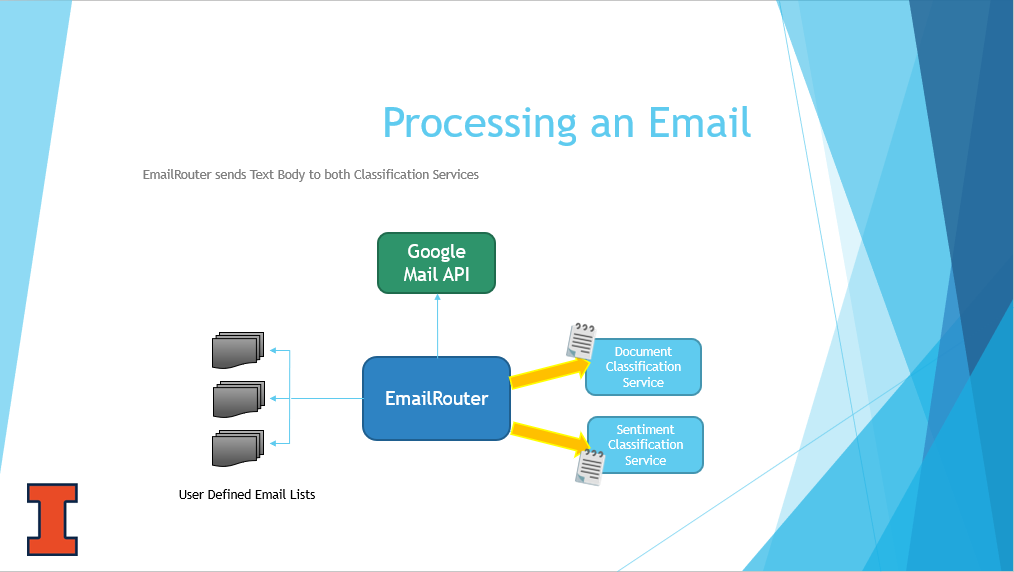 Processing an Email
EmailRouter sends Text Body to both Classification Services
Google
Mail API
EmailRouter
Document
Classification
Service
Sentiment
Classification
Service
User Defined Email Lists